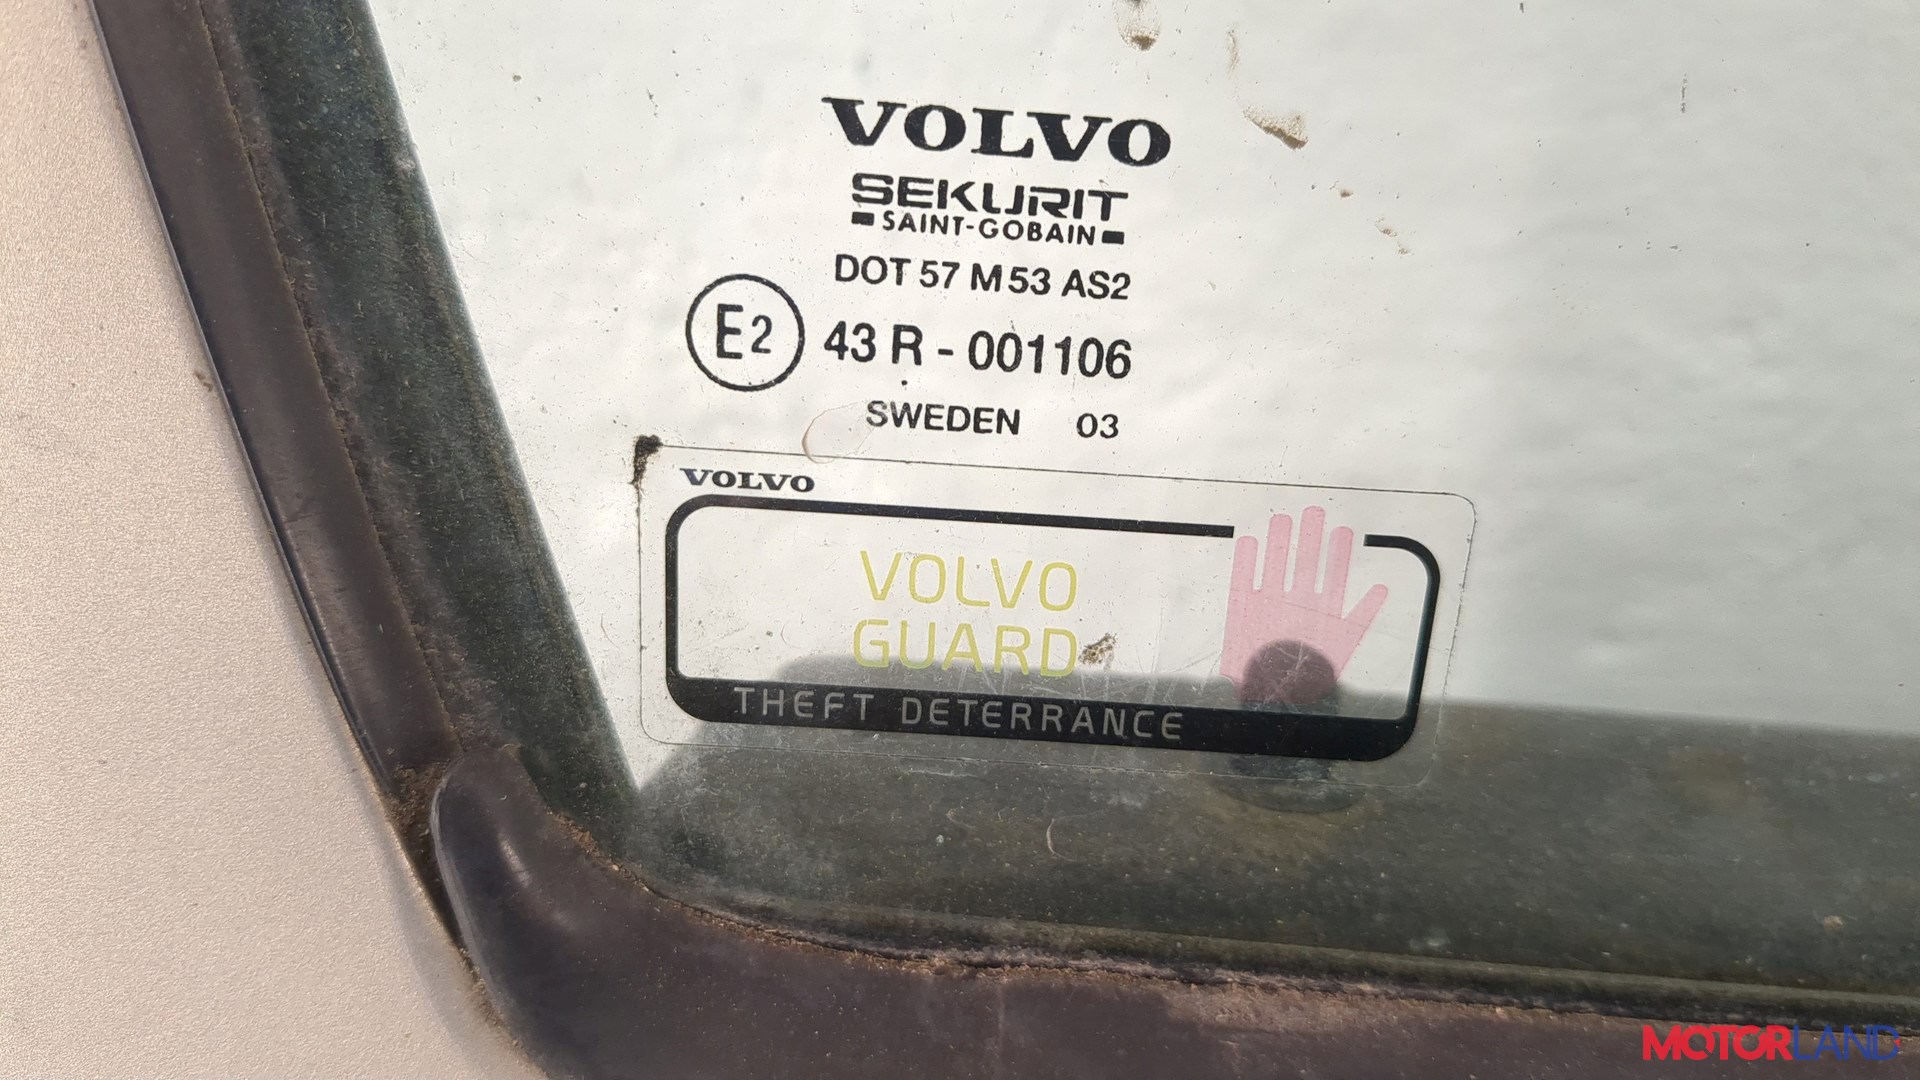 VOLVO
SEKURIT
SAINT-GOBAIN
DOT 57 M53 AS2
E2 43 R - 001106
SWEDEN 03
VOLVO
VOLVO
GUARD
THEFT DETERRANCE
MOTORLAND